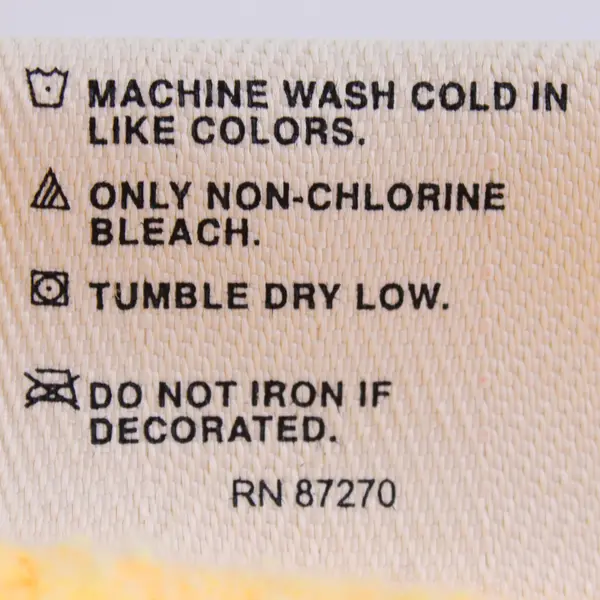 MACHINE WASH COLD IN
LIKE COLORS.
ONLY NON-CHLORINE
BLEACH.
TUMBLE DRY LOW.
DO NOT IRON IF
DECORATED.
RN 87270